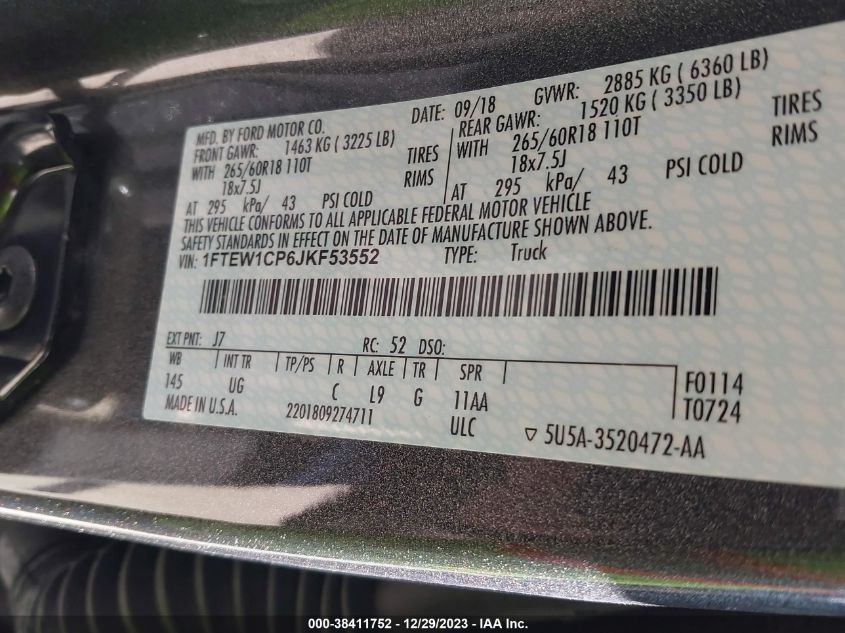 MFD. BY FORD MOTOR CO. DATE: 09/18 GVWR: 2885 KG ( 6360 LB)
FRONT GAWR: 1463 KG ( 3225 LB) REAR GAWR: 1520 KG ( 3350 LB)
WITH 265/60R18 110T TIRES WITH 265/60R18 110T TIRES
18x7.5J RIMS 18x7.5J RIMS
AT 295 kPa/ 43 PSI COLD AT 295 kPa/ 43 PSI COLD
THIS VEHICLE CONFORMS TO ALL APPLICABLE FEDERAL MOTOR VEHICLE
SAFETY STANDARDS IN EFFECT ON THE DATE OF MANUFACTURE SHOWN ABOVE.
VIN: 1FTEW1CP6JKF53552 TYPE: Truck
EXT PNT: J7 RC: 52 DSO:
WB INT TR TP/PS R AXLE TR SPR
145 UG C L9 G 11AA F0114
MADE IN U.S.A. 2201809274711 ULC T0724
▽ 5U5A-3520472-AA
000-38411752 - 12/29/2023 - IAA Inc.